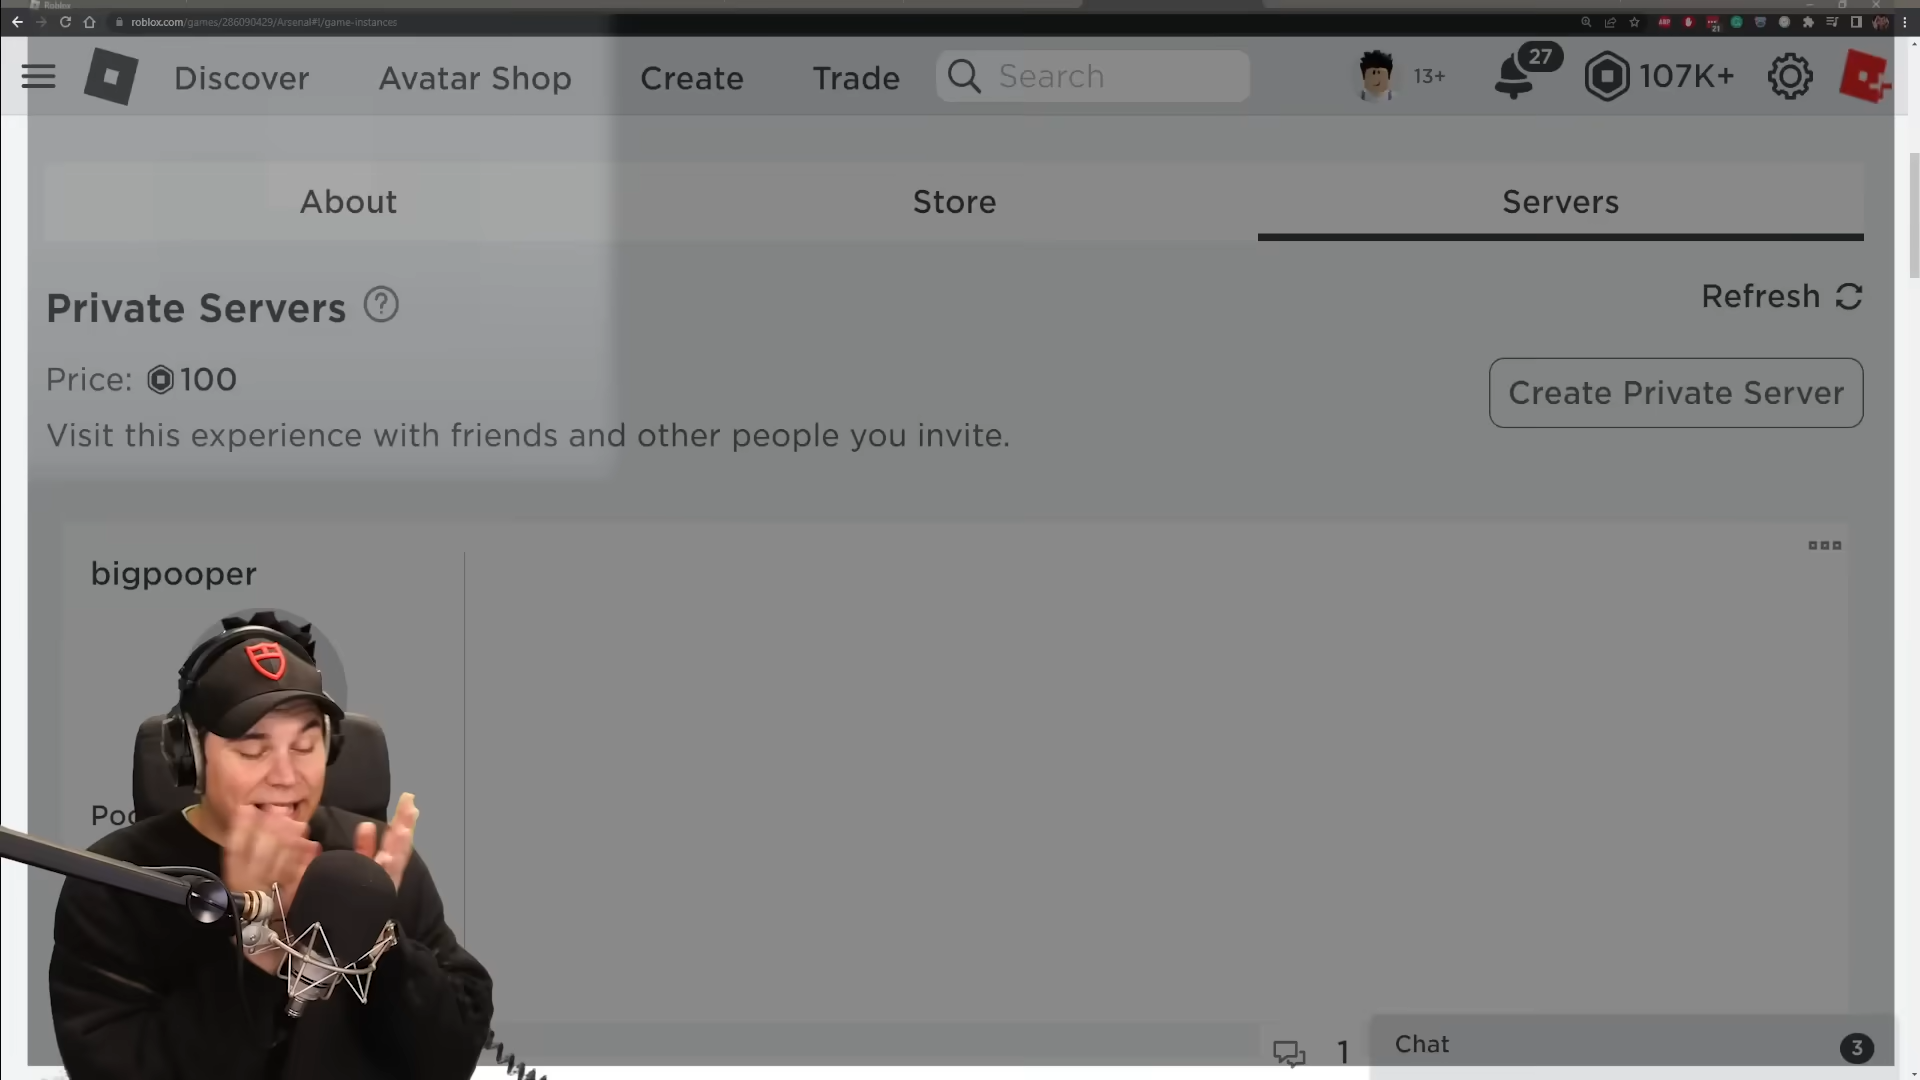 Roblox
roblox.com/games/286090429/Arsenal#!/game-instances
21
Discover
Avatar Shop
Create
Trade
Search
13+
27
107K+
About
Store
Servers
Private Servers ?
Refresh
Price: 100
Create Private Server
Visit this experience with friends and other people you invite.
bigpooper
1
Chat
3